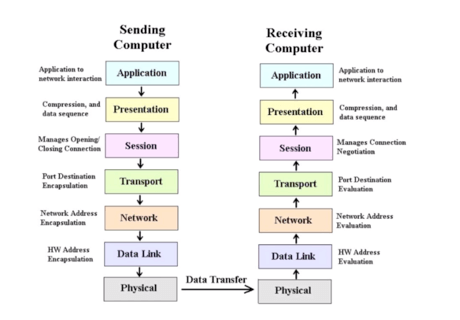 Sending
Computer
Receiving
Computer
Application to
network interaction
Application
Application
Application to
network interaction
Compression, and
data sequence
Presentation
Presentation
Compression, and
data sequence
Manages Opening/
Closing Connection
Session
Session
Manages Connection
Negotiation
Port Destination
Encapsulation
Transport
Transport
Port Destination
Evaluation
Network Address
Encapsulation
Network
Network
Network Address
Evaluation
HW Address
Encapsulation
Data Link
Data Link
HW Address
Evaluation
Physical
Data Transfer
Physical